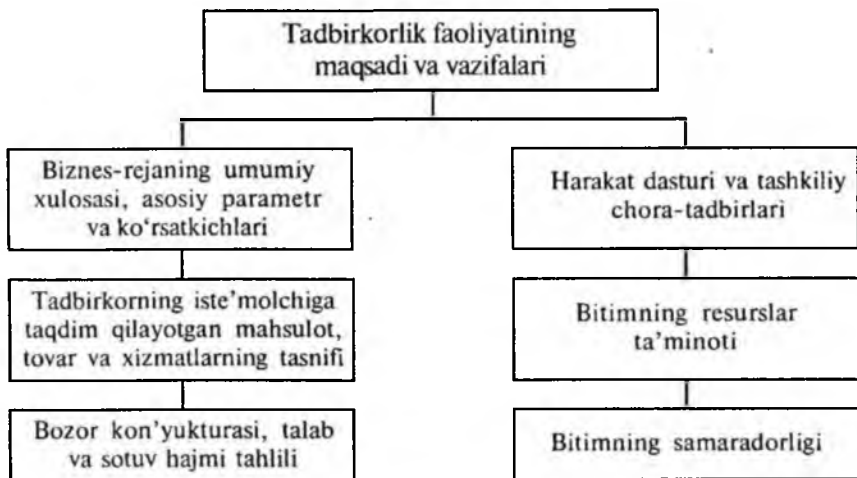 Tadbirkorlik faoliyatining
maqsadi va vazifalari
Biznes-rejaning umumiy
xulosasi, asosiy parametr
va ko‘rsatkichlari
Tadbirkorning iste’molchiga
taqdim qilayotgan mahsulot,
tovar va xizmatlarning tasnifi
Bozor kon’yukturasi, talab
va sotuv hajmi tahlili
Harakat dasturi va tashkiliy
chora-tadbirlari
Bitimning resurslar
ta’minoti
Bitimning samaradorligi